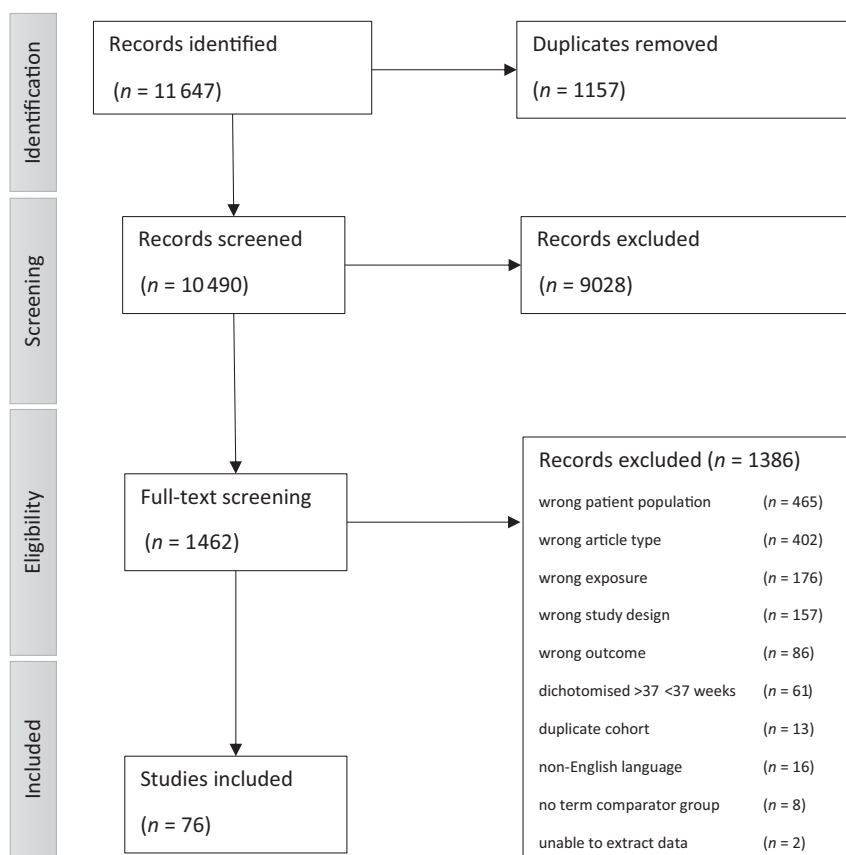 Identification
Records identified
(n = 11 647)
Duplicates removed
(n = 1157)
Screening
Records screened
(n = 10 490)
Records excluded
(n = 9028)
Eligibility
Full-text screening
(n = 1462)
Records excluded (n = 1386)
wrong patient population (n = 465)
wrong article type (n = 402)
wrong exposure (n = 176)
wrong study design (n = 157)
wrong outcome (n = 86)
dichotomised >37 <37 weeks (n = 61)
duplicate cohort (n = 13)
non-English language (n = 16)
no term comparator group (n = 8)
unable to extract data (n = 2)
Included
Studies included
(n = 76)